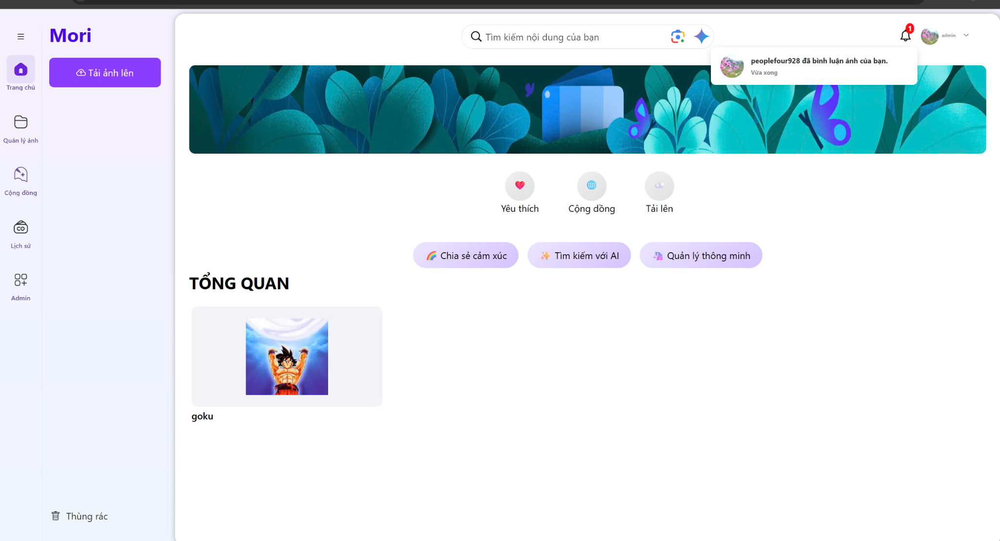 Mori
Tải ảnh lên
Trang chủ
Quản lý ảnh
Cộng đồng
Lịch sử
Admin
Thùng rác
Tìm kiếm nội dung của bạn
1
admin
peoplefour928 đã bình luận ảnh của bạn.
Vừa xong
Yêu thích
Cộng dồng
Tải lên
Chia sẻ cảm xúc
Tìm kiếm với AI
Quản lý thông minh
TỔNG QUAN
goku